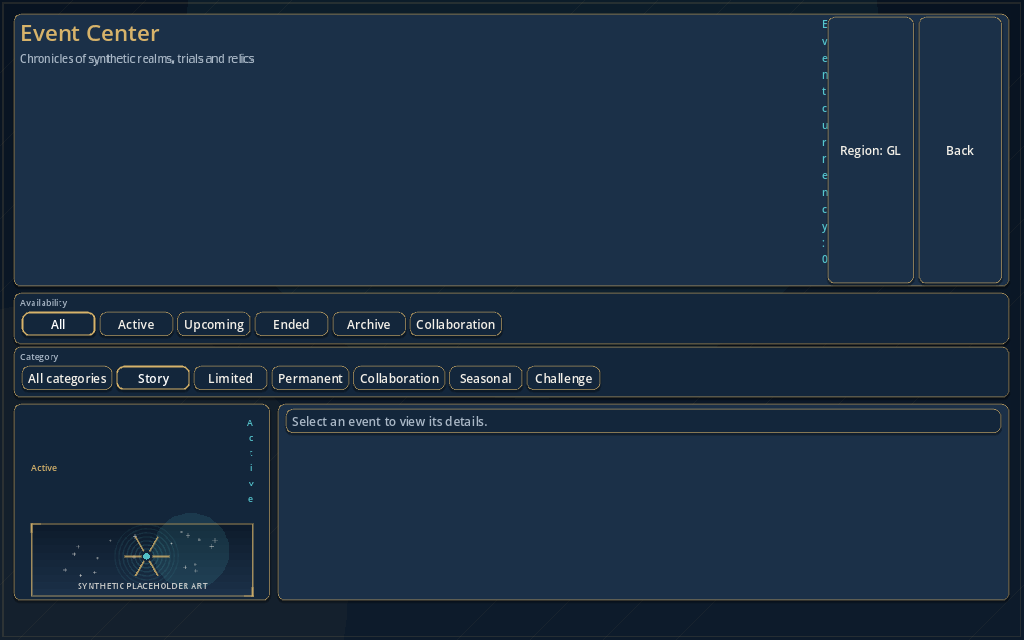 Event Center
Chronicles of synthetic realms, trials and relics
Event currency: 0
Region: GL
Back
Availability
All
Active
Upcoming
Ended
Archive
Collaboration
Category
All categories
Story
Limited
Permanent
Collaboration
Seasonal
Challenge
Active
Active
SYNTHETIC PLACEHOLDER ART
Select an event to view its details.